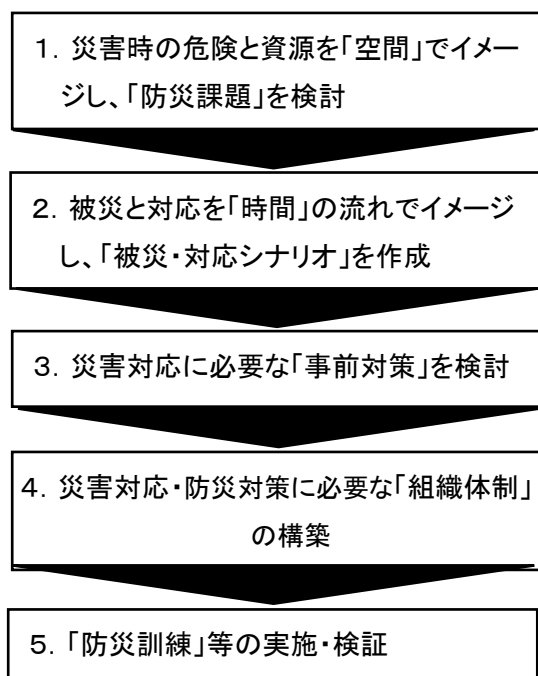 １．災害時の危険と資源を「空間」でイメー
ジし、「防災課題」を検討
２．被災と対応を「時間」の流れでイメージ
し、「被災・対応シナリオ」を作成
３．災害対応に必要な「事前対策」を検討
４．災害対応・防災対策に必要な「組織体制」
の構築
５．「防災訓練」等の実施・検証